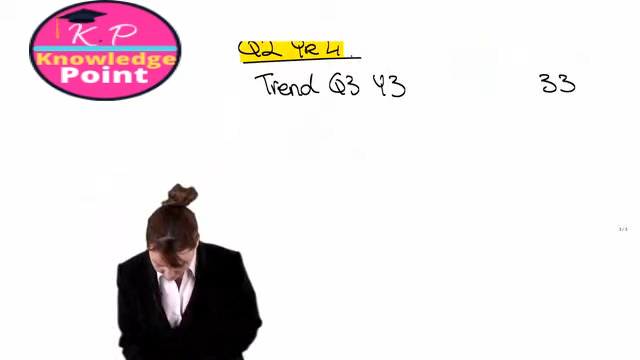 K.P
Knowledge
Point
Q2 YR 4
Trend Q3 Y3 33